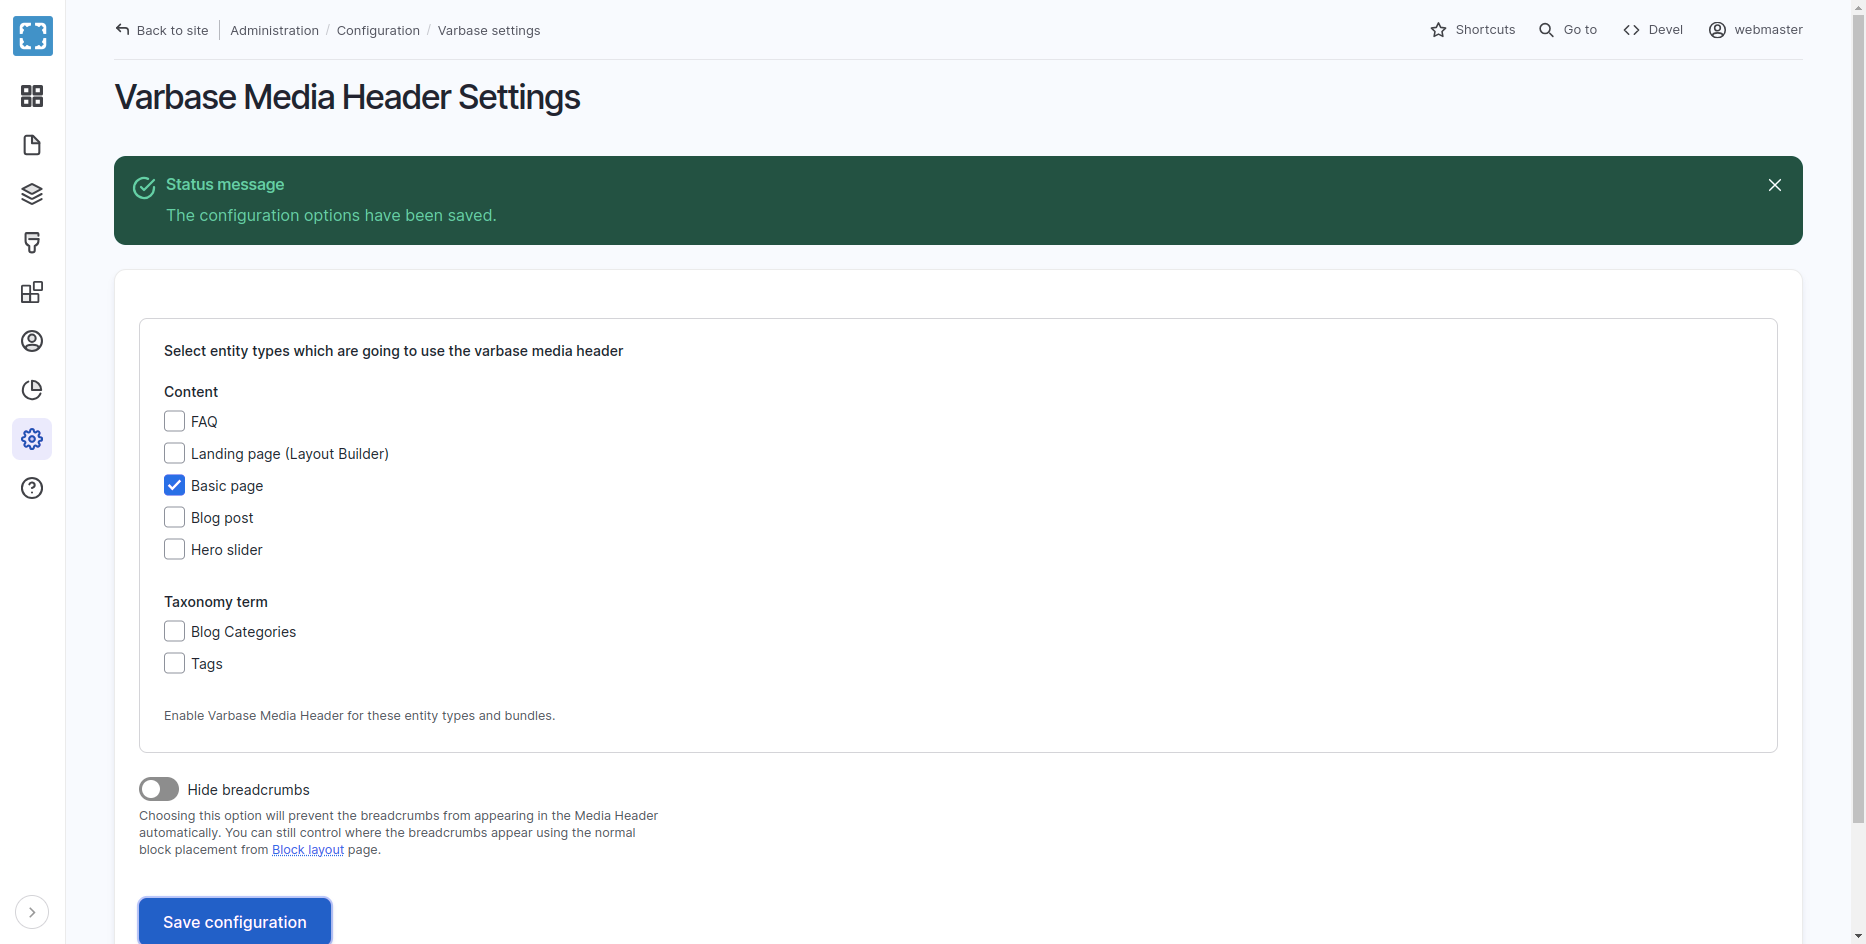 Back to site Administration / Configuration / Varbase settings
Shortcuts Go to Devel webmaster
Varbase Media Header Settings
Status message
The configuration options have been saved.
Select entity types which are going to use the varbase media header
Content
FAQ
Landing page (Layout Builder)
Basic page
Blog post
Hero slider
Taxonomy term
Blog Categories
Tags
Enable Varbase Media Header for these entity types and bundles.
Hide breadcrumbs
Choosing this option will prevent the breadcrumbs from appearing in the Media Header
automatically. You can still control where the breadcrumbs appear using the normal
block placement from Block layout page.
Save configuration